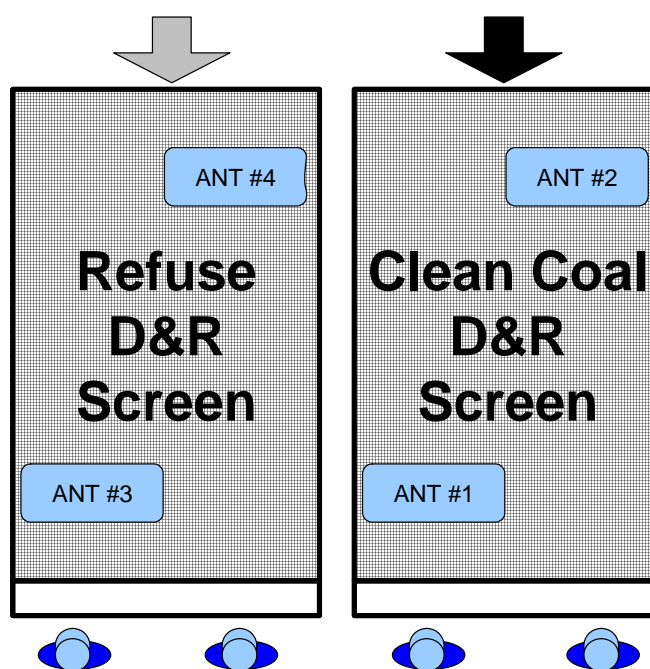 ANT #4
Refuse
D&R
Screen
ANT #3
ANT #2
Clean Coal
D&R
Screen
ANT #1